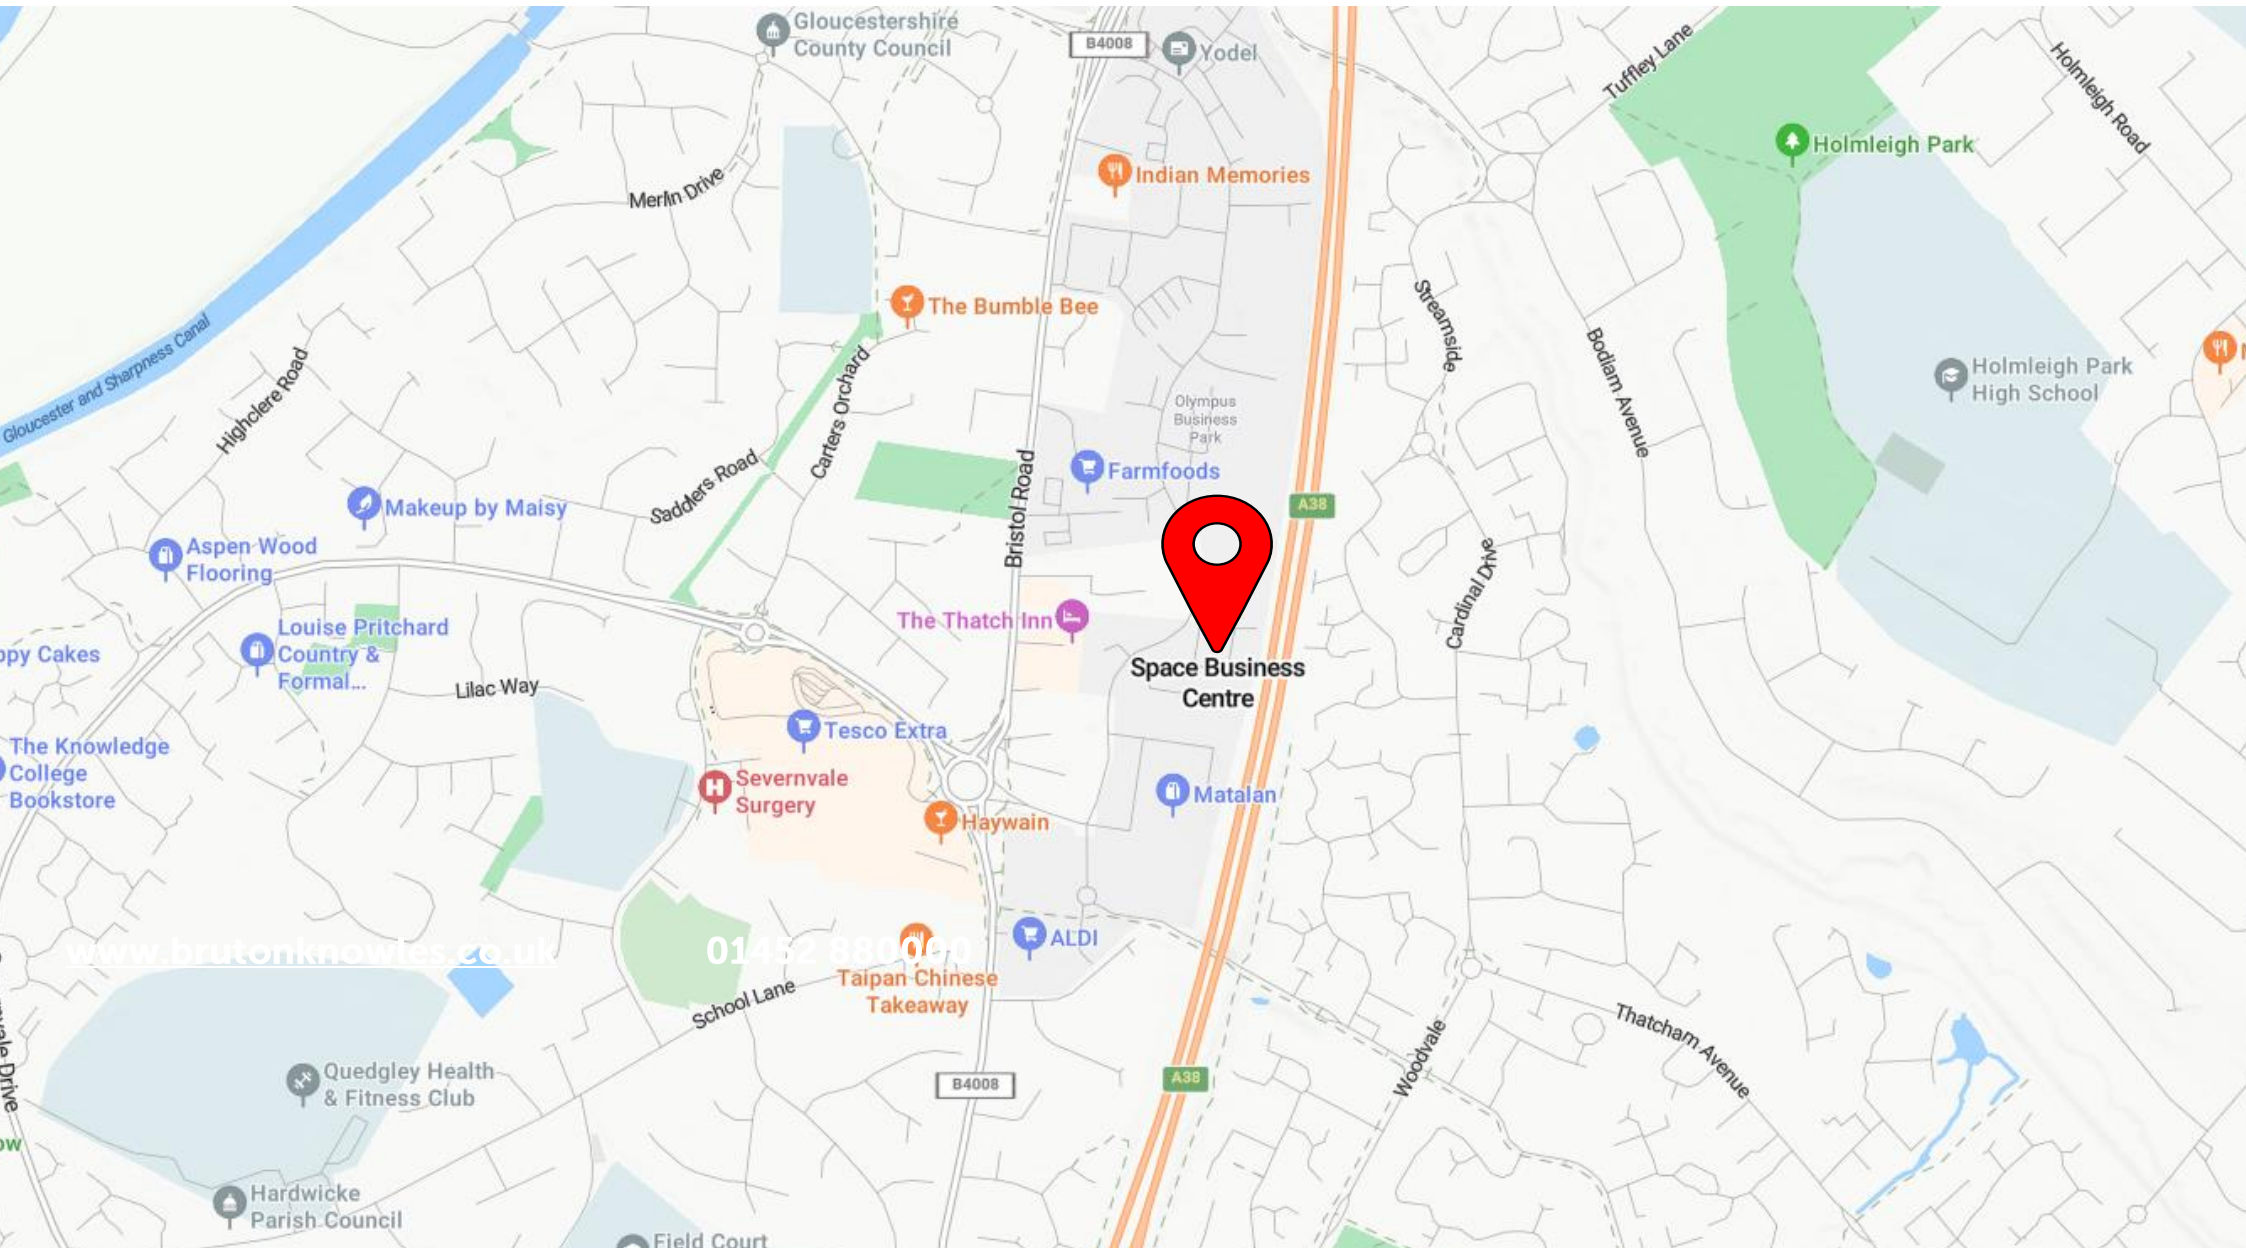 Gloucestershire
County Council
B4008
Yodel
Tuffley Lane
Holmleigh Road
Holmleigh Park
Indian Memories
Merlin Drive
The Bumble Bee
Streamside
Bodiam Avenue
Gloucester and Sharpness Canal
Highclere Road
Carters Orchard
Holmleigh Park
High School
Olympus
Business
Park
Farmfoods
Saddlers Road
Bristol Road
Makeup by Maisy
A38
Aspen Wood
Flooring
Cardinal Drive
The Thatch Inn
Louise Pritchard
Country &
Formal...
Cakes
Space Business
Centre
Lilac Way
Tesco Extra
The Knowledge
College
Bookstore
Severnvale
Surgery
Matalan
Haywain
www.brutonknowles.co.uk
01452 880000
ALDI
Taipan Chinese
Takeaway
School Lane
Thatcham Avenue
Woodvale
Drive
Quedgley Health
& Fitness Club
B4008
A38
Hardwicke
Parish Council
Field Court